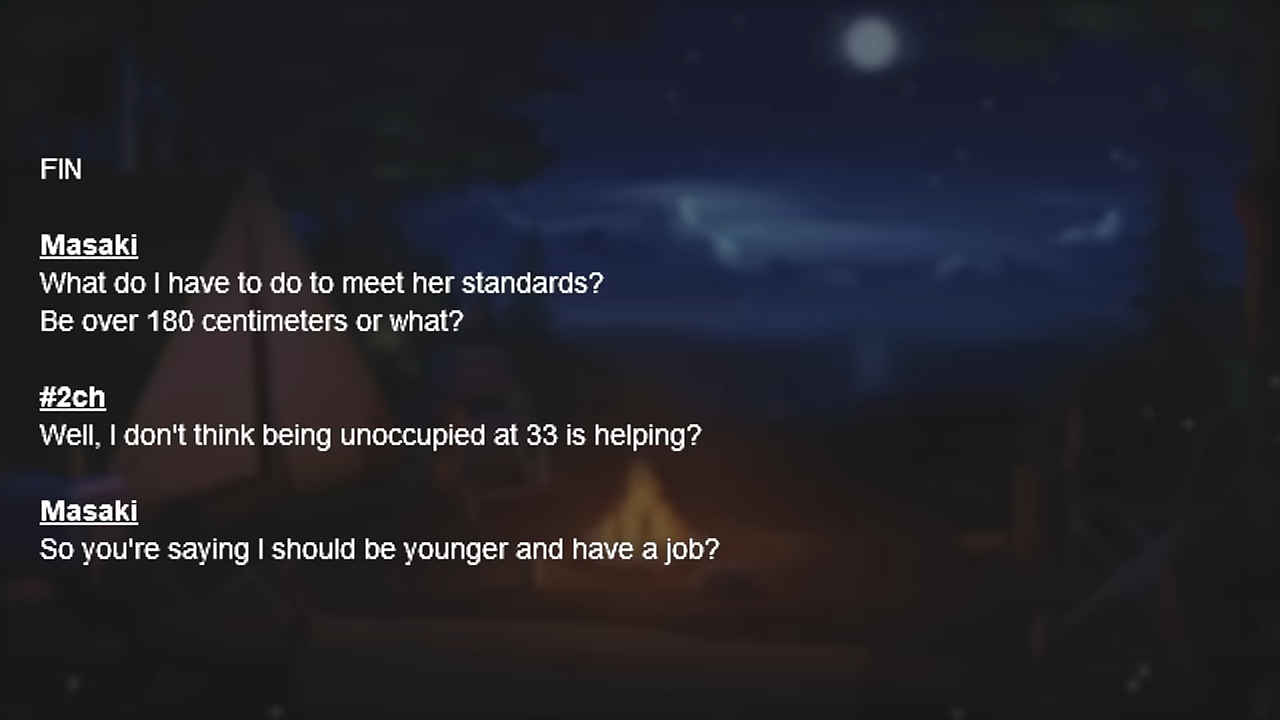 FIN
Masaki
What do I have to do to meet her standards?
Be over 180 centimeters or what?
#2ch
Well, I don't think being unoccupied at 33 is helping?
Masaki
So you're saying I should be younger and have a job?